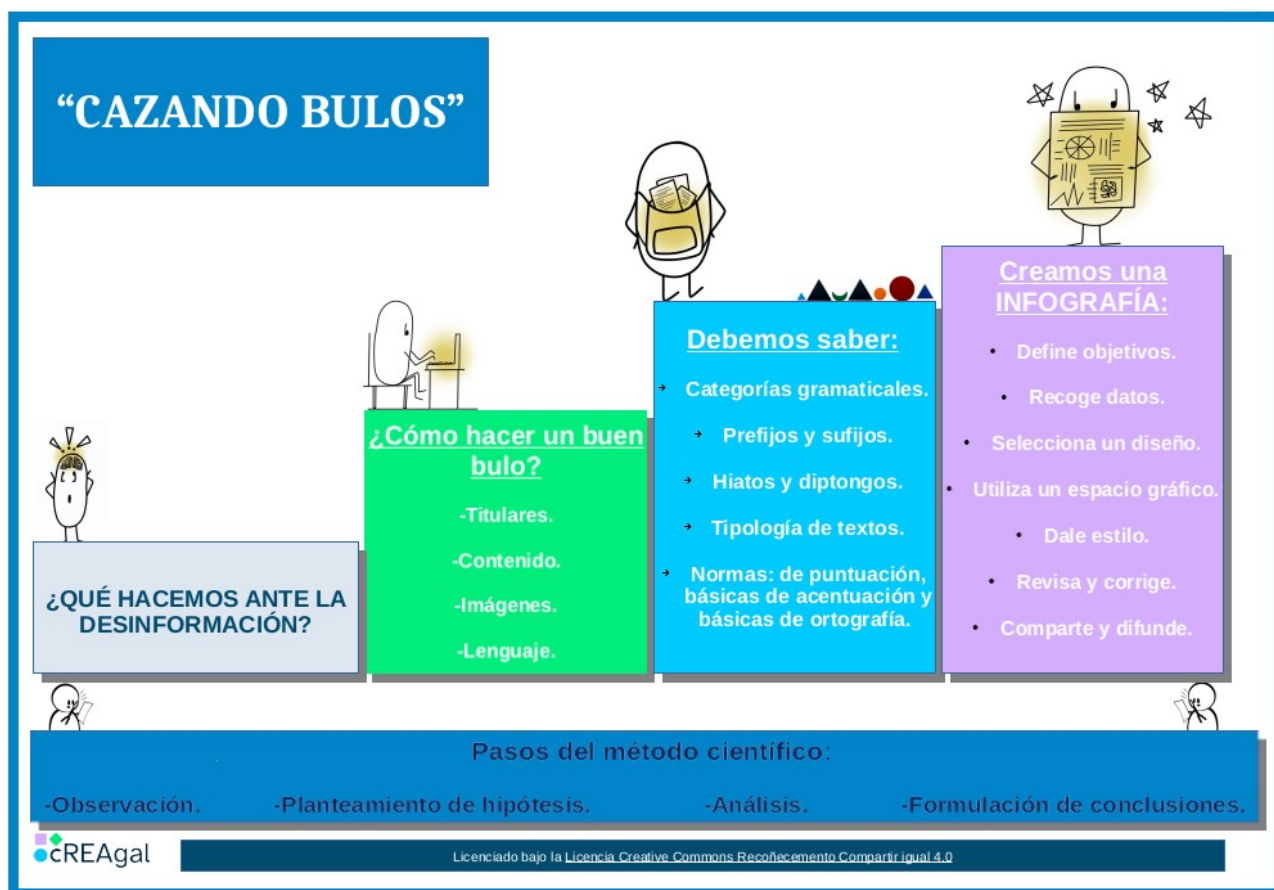 “CAZANDO BULOS”
¿QUÉ HACEMOS ANTE LA
DESINFORMACIÓN?
¿Cómo hacer un buen
bulo?
-Titulares.
-Contenido.
-Imágenes.
-Lenguaje.
Debemos saber:
Categorías gramaticales.
Prefijos y sufijos.
Hiatos y diptongos.
Tipología de textos.
Normas: de puntuación,
básicas de acentuación y
básicas de ortografía.
Creamos una
INFOGRAFÍA:
• Define objetivos.
• Recoge datos.
• Selecciona un diseño.
• Utiliza un espacio gráfico.
• Dale estilo.
• Revisa y corrige.
• Comparte y difunde.
Pasos del método científico:
-Observación. -Planteamiento de hipótesis. -Análisis. -Formulación de conclusiones.
cREAgal
Licenciado bajo la Licencia Creative Commons Recoñecemento Compartir igual 4.0